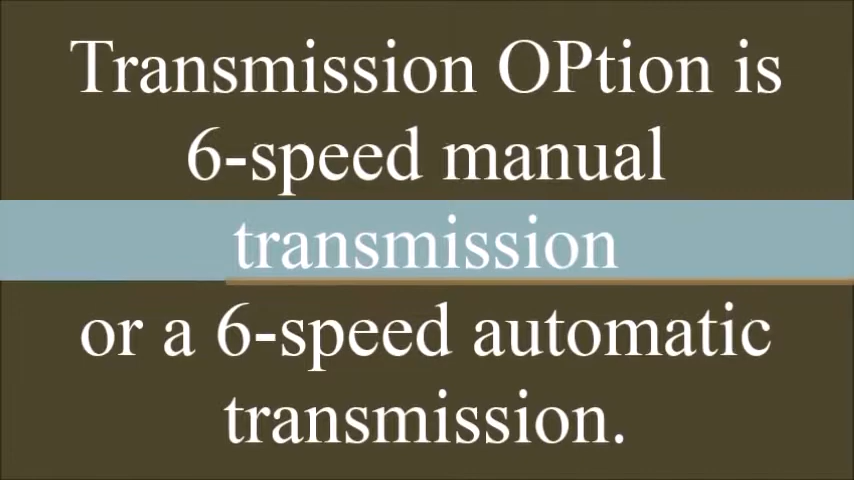 Transmission OPtion is
6-speed manual
transmission
or a 6-speed automatic
transmission.